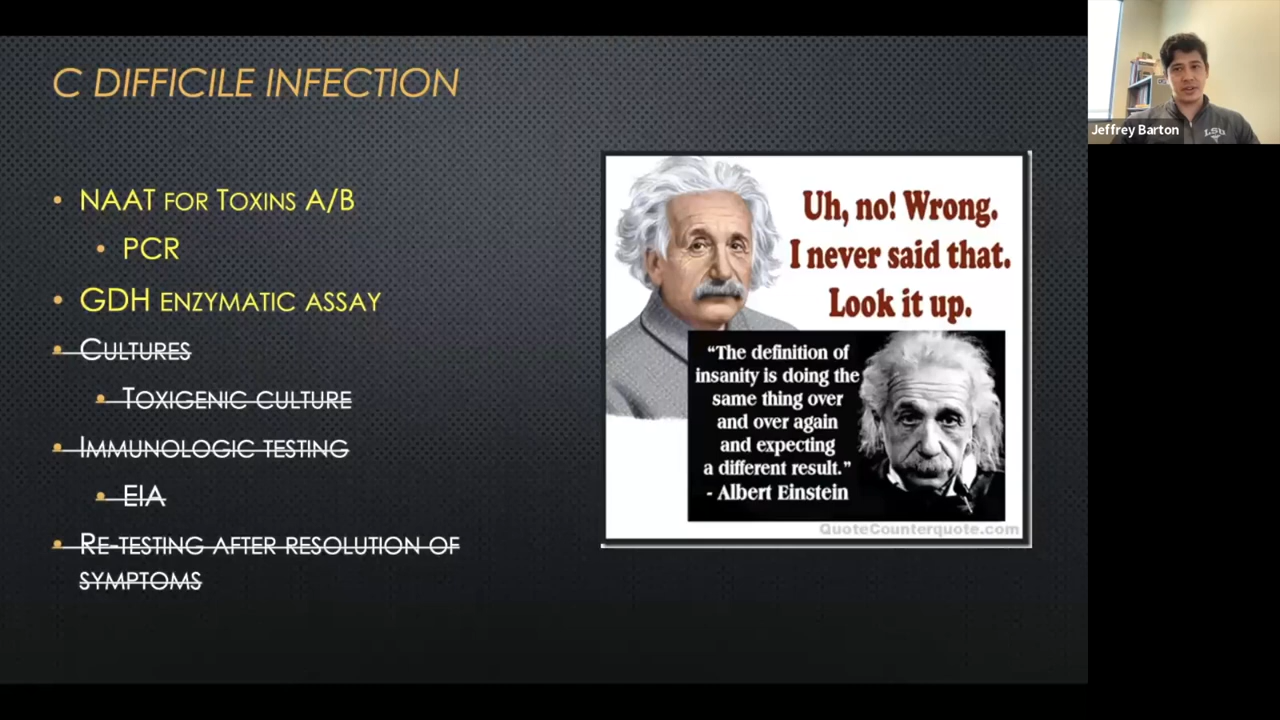 C DIFFICILE INFECTION
NAAT FOR TOXINS A/B
PCR
GDH ENZYMATIC ASSAY
CULTURES
TOXIGENIC CULTURE
IMMUNOLOGIC TESTING
EIA
RE-TESTING AFTER RESOLUTION OF
SYMPTOMS
Uh, no! Wrong.
I never said that.
Look it up.
“The definition of
insanity is doing the
same thing over
and over again
and expecting
a different result.”
- Albert Einstein
QuoteCounterquote.com
Jeffrey Barton
LSU